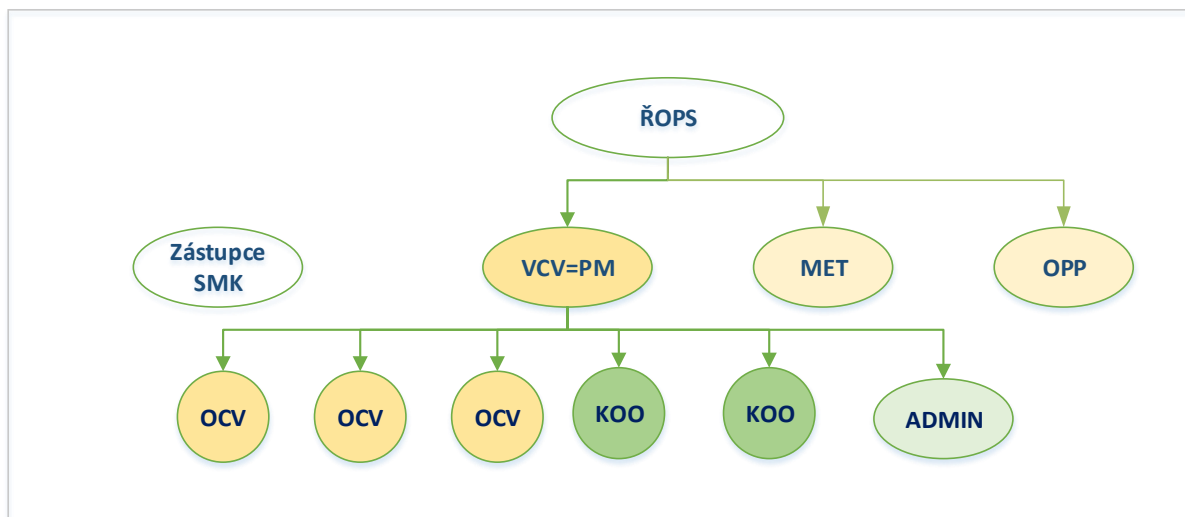 ŘOPS
Zástupce
SMK
VCV=PM
MET
OPP
OCV
OCV
OCV
KOO
KOO
ADMIN